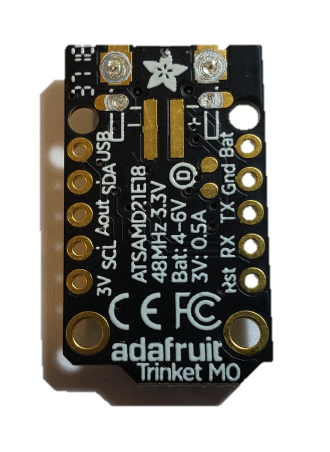 3718
USB
SDA
Aout
SCL
3V
ATSAMD21E18
48MHz 3.3V
Bat: 4-6V
3V: 0.5A
@
Bat
Gnd
TX
RX
Rst
- +
CE FC
adafruit
Trinket M0